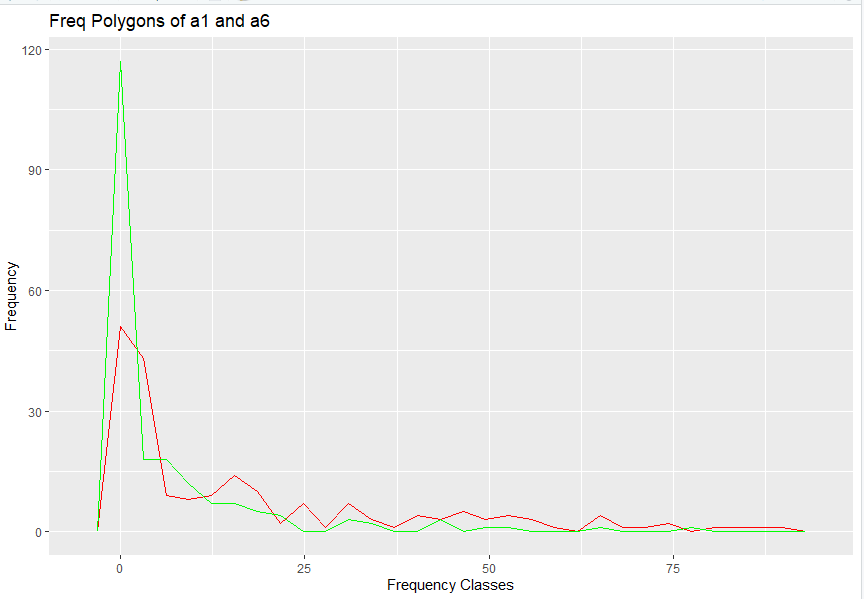 Freq Polygons of a1 and a6
120
90
60
30
0
Frequency
0 25 50 75
Frequency Classes